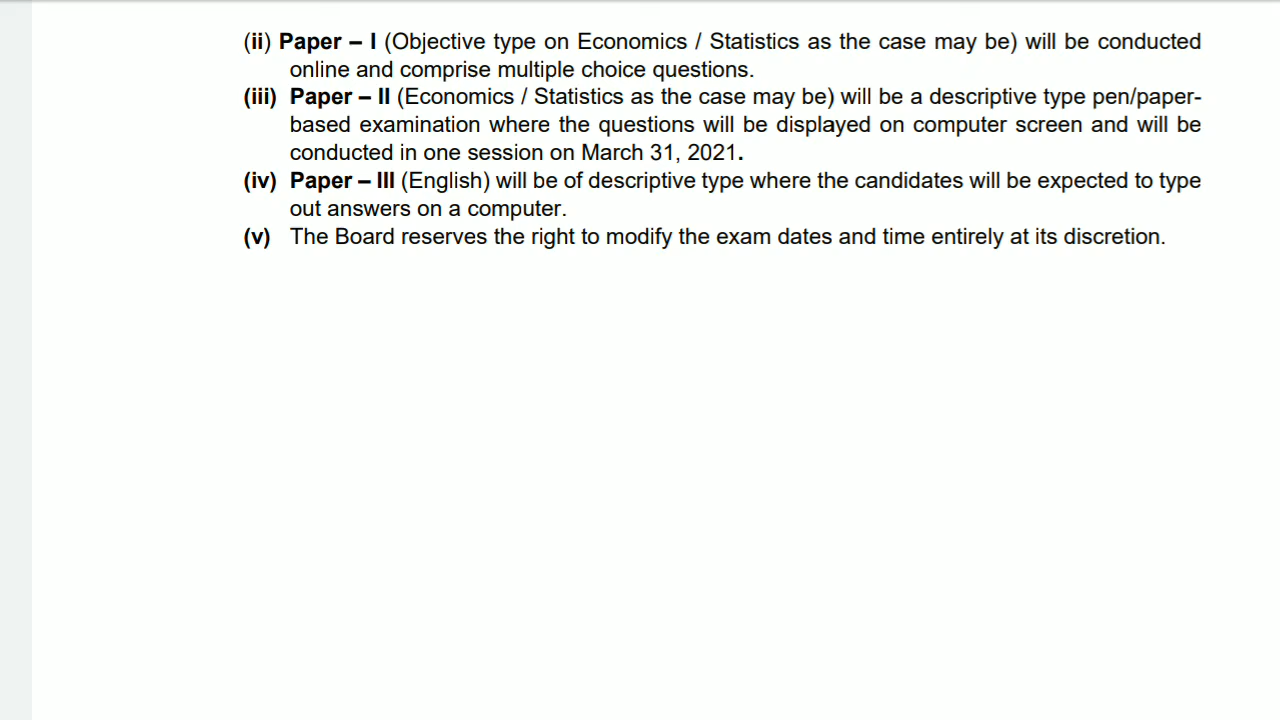 (ii) Paper – I (Objective type on Economics / Statistics as the case may be) will be conducted
online and comprise multiple choice questions.
(iii) Paper – II (Economics / Statistics as the case may be) will be a descriptive type pen/paper-
based examination where the questions will be displayed on computer screen and will be
conducted in one session on March 31, 2021.
(iv) Paper – III (English) will be of descriptive type where the candidates will be expected to type
out answers on a computer.
(v) The Board reserves the right to modify the exam dates and time entirely at its discretion.